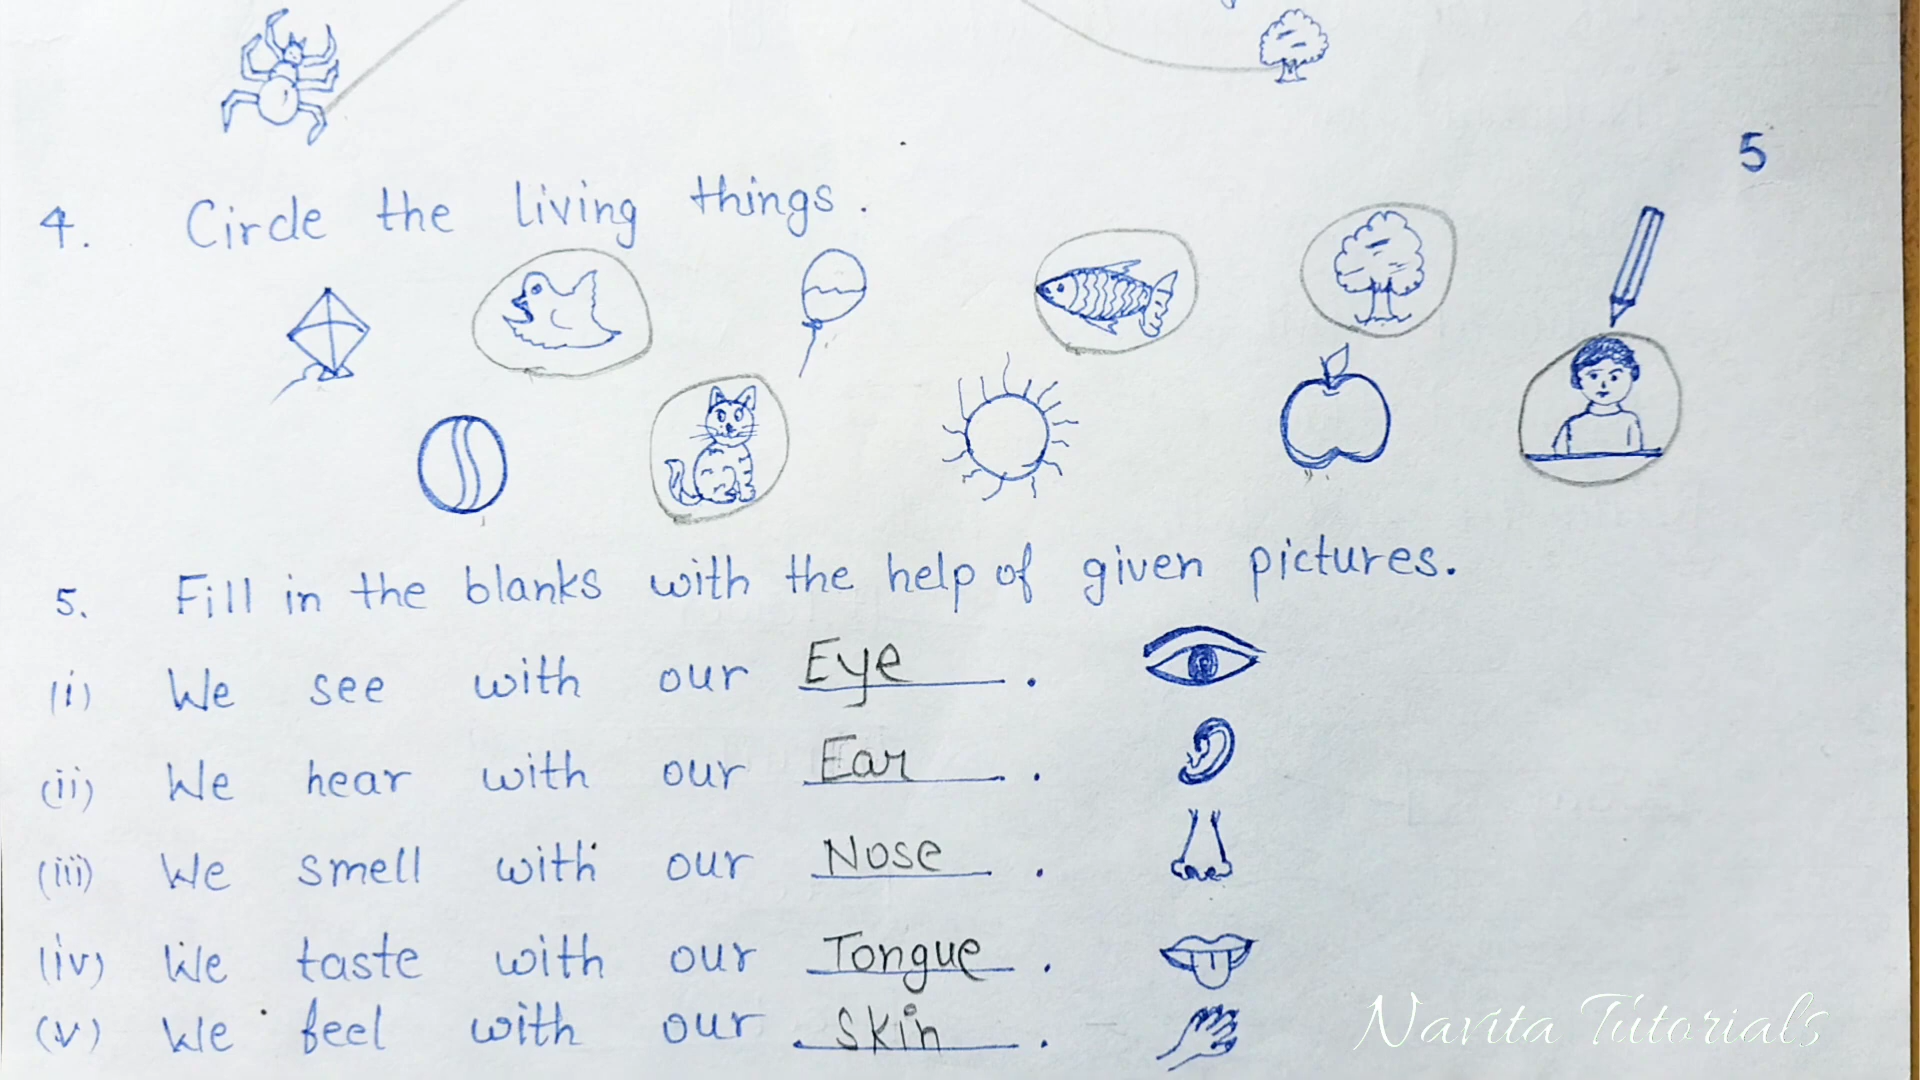 5
4. Circle the living things.
5. Fill in the blanks with the help of given pictures.
(i) We see with our Eye.
(ii) We hear with our Ear.
(iii) We smell with our Nose.
(iv) We taste with our Tongue.
(v) We feel with our Skin.
Navita Tutorials